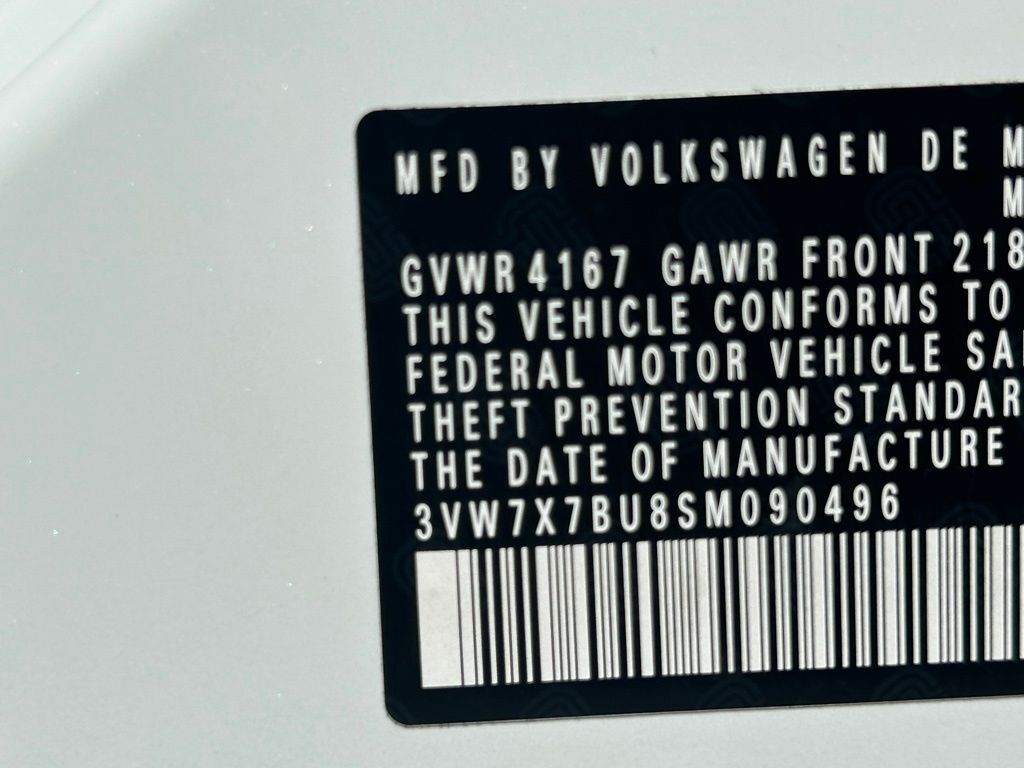 MFD BY VOLKSWAGEN DE M
M
GVWR 4167 GAWR FRONT 218
THIS VEHICLE CONFORMS TO
FEDERAL MOTOR VEHICLE SA
THEFT PREVENTION STANDAR
THE DATE OF MANUFACTURE
3VW7X7BU8SM090496